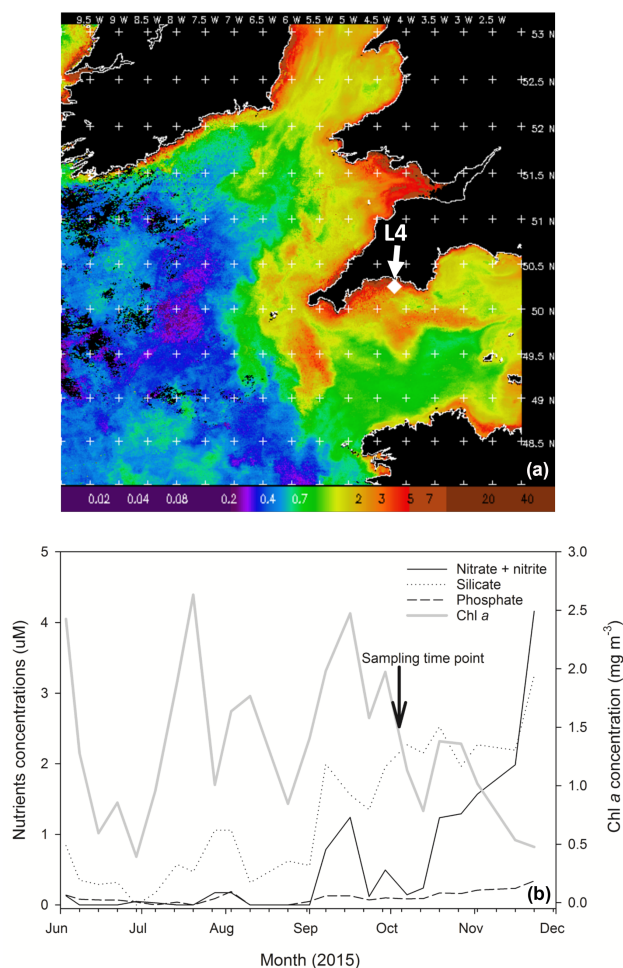 9.5 W 9 W 8.5 W 8 W 7.5 W 7 W 6.5 W 6 W 5.5 W 5 W 4.5 W 4 W 3.5 W 3 W 2.5 W
53 N
52.5 N
52 N
51.5 N
51 N
L4
50.5 N
50 N
49.5 N
49 N
48.5 N
(a)
0.02 0.04 0.08 0.2 0.4 0.7 2 3 5 7 20 40
5 3.0
Nitrate + nitrite
Silicate
Phosphate
Chl a
4 2.5
2.0
Sampling time point
3
1.5
2
1.0
1 0.5
0 0.0
(b)
Jun Jul Aug Sep Oct Nov Dec
Month (2015)
Nutrients concentrations (uM)
Chl a concentration (mg m-3)